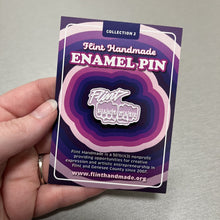 COLLECTION 2
Flint Handmade
ENAMEL PIN
Flint
Flint Handmade is a 501(c)3 nonprofit
providing opportunities for creative
expression and artistic entrepreneurship in
Flint and Genesee County since 2007.
www.flinthandmade.org